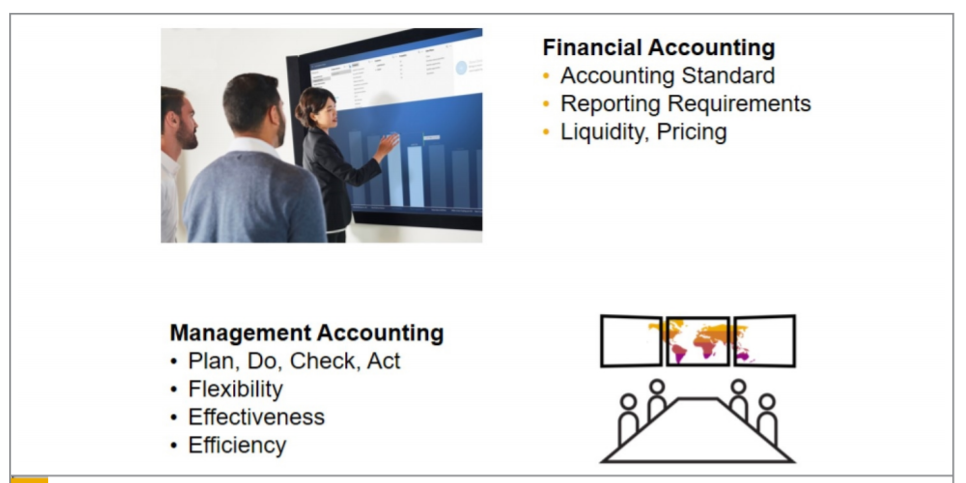 Financial Accounting
• Accounting Standard
• Reporting Requirements
• Liquidity, Pricing
Management Accounting
• Plan, Do, Check, Act
• Flexibility
• Effectiveness
• Efficiency